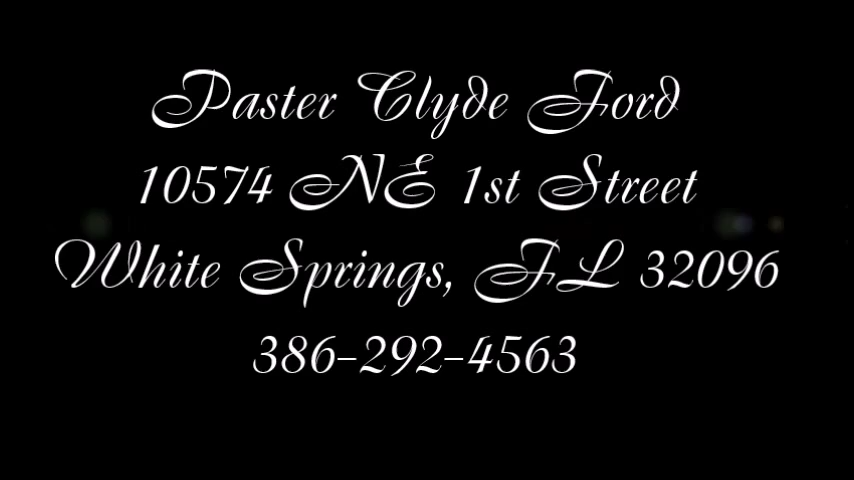 Paster Clyde Ford
10574 NE 1st Street
White Springs, FL 32096
386-292-4563